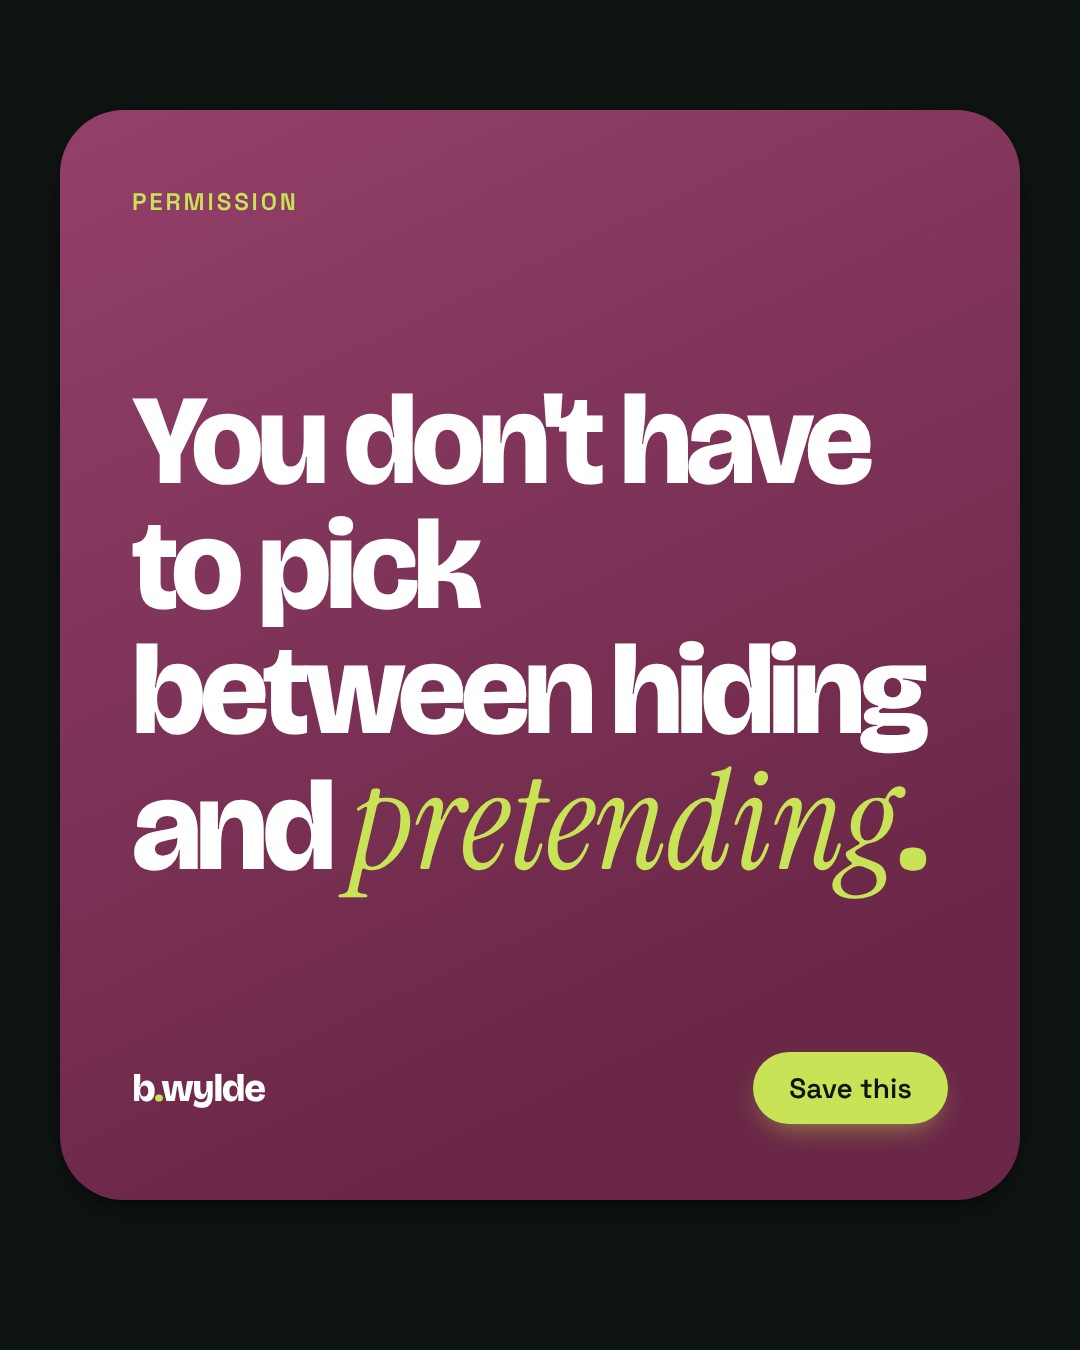 PERMISSION
You don't have
to pick
between hiding
and pretending.
b.wylde
Save this